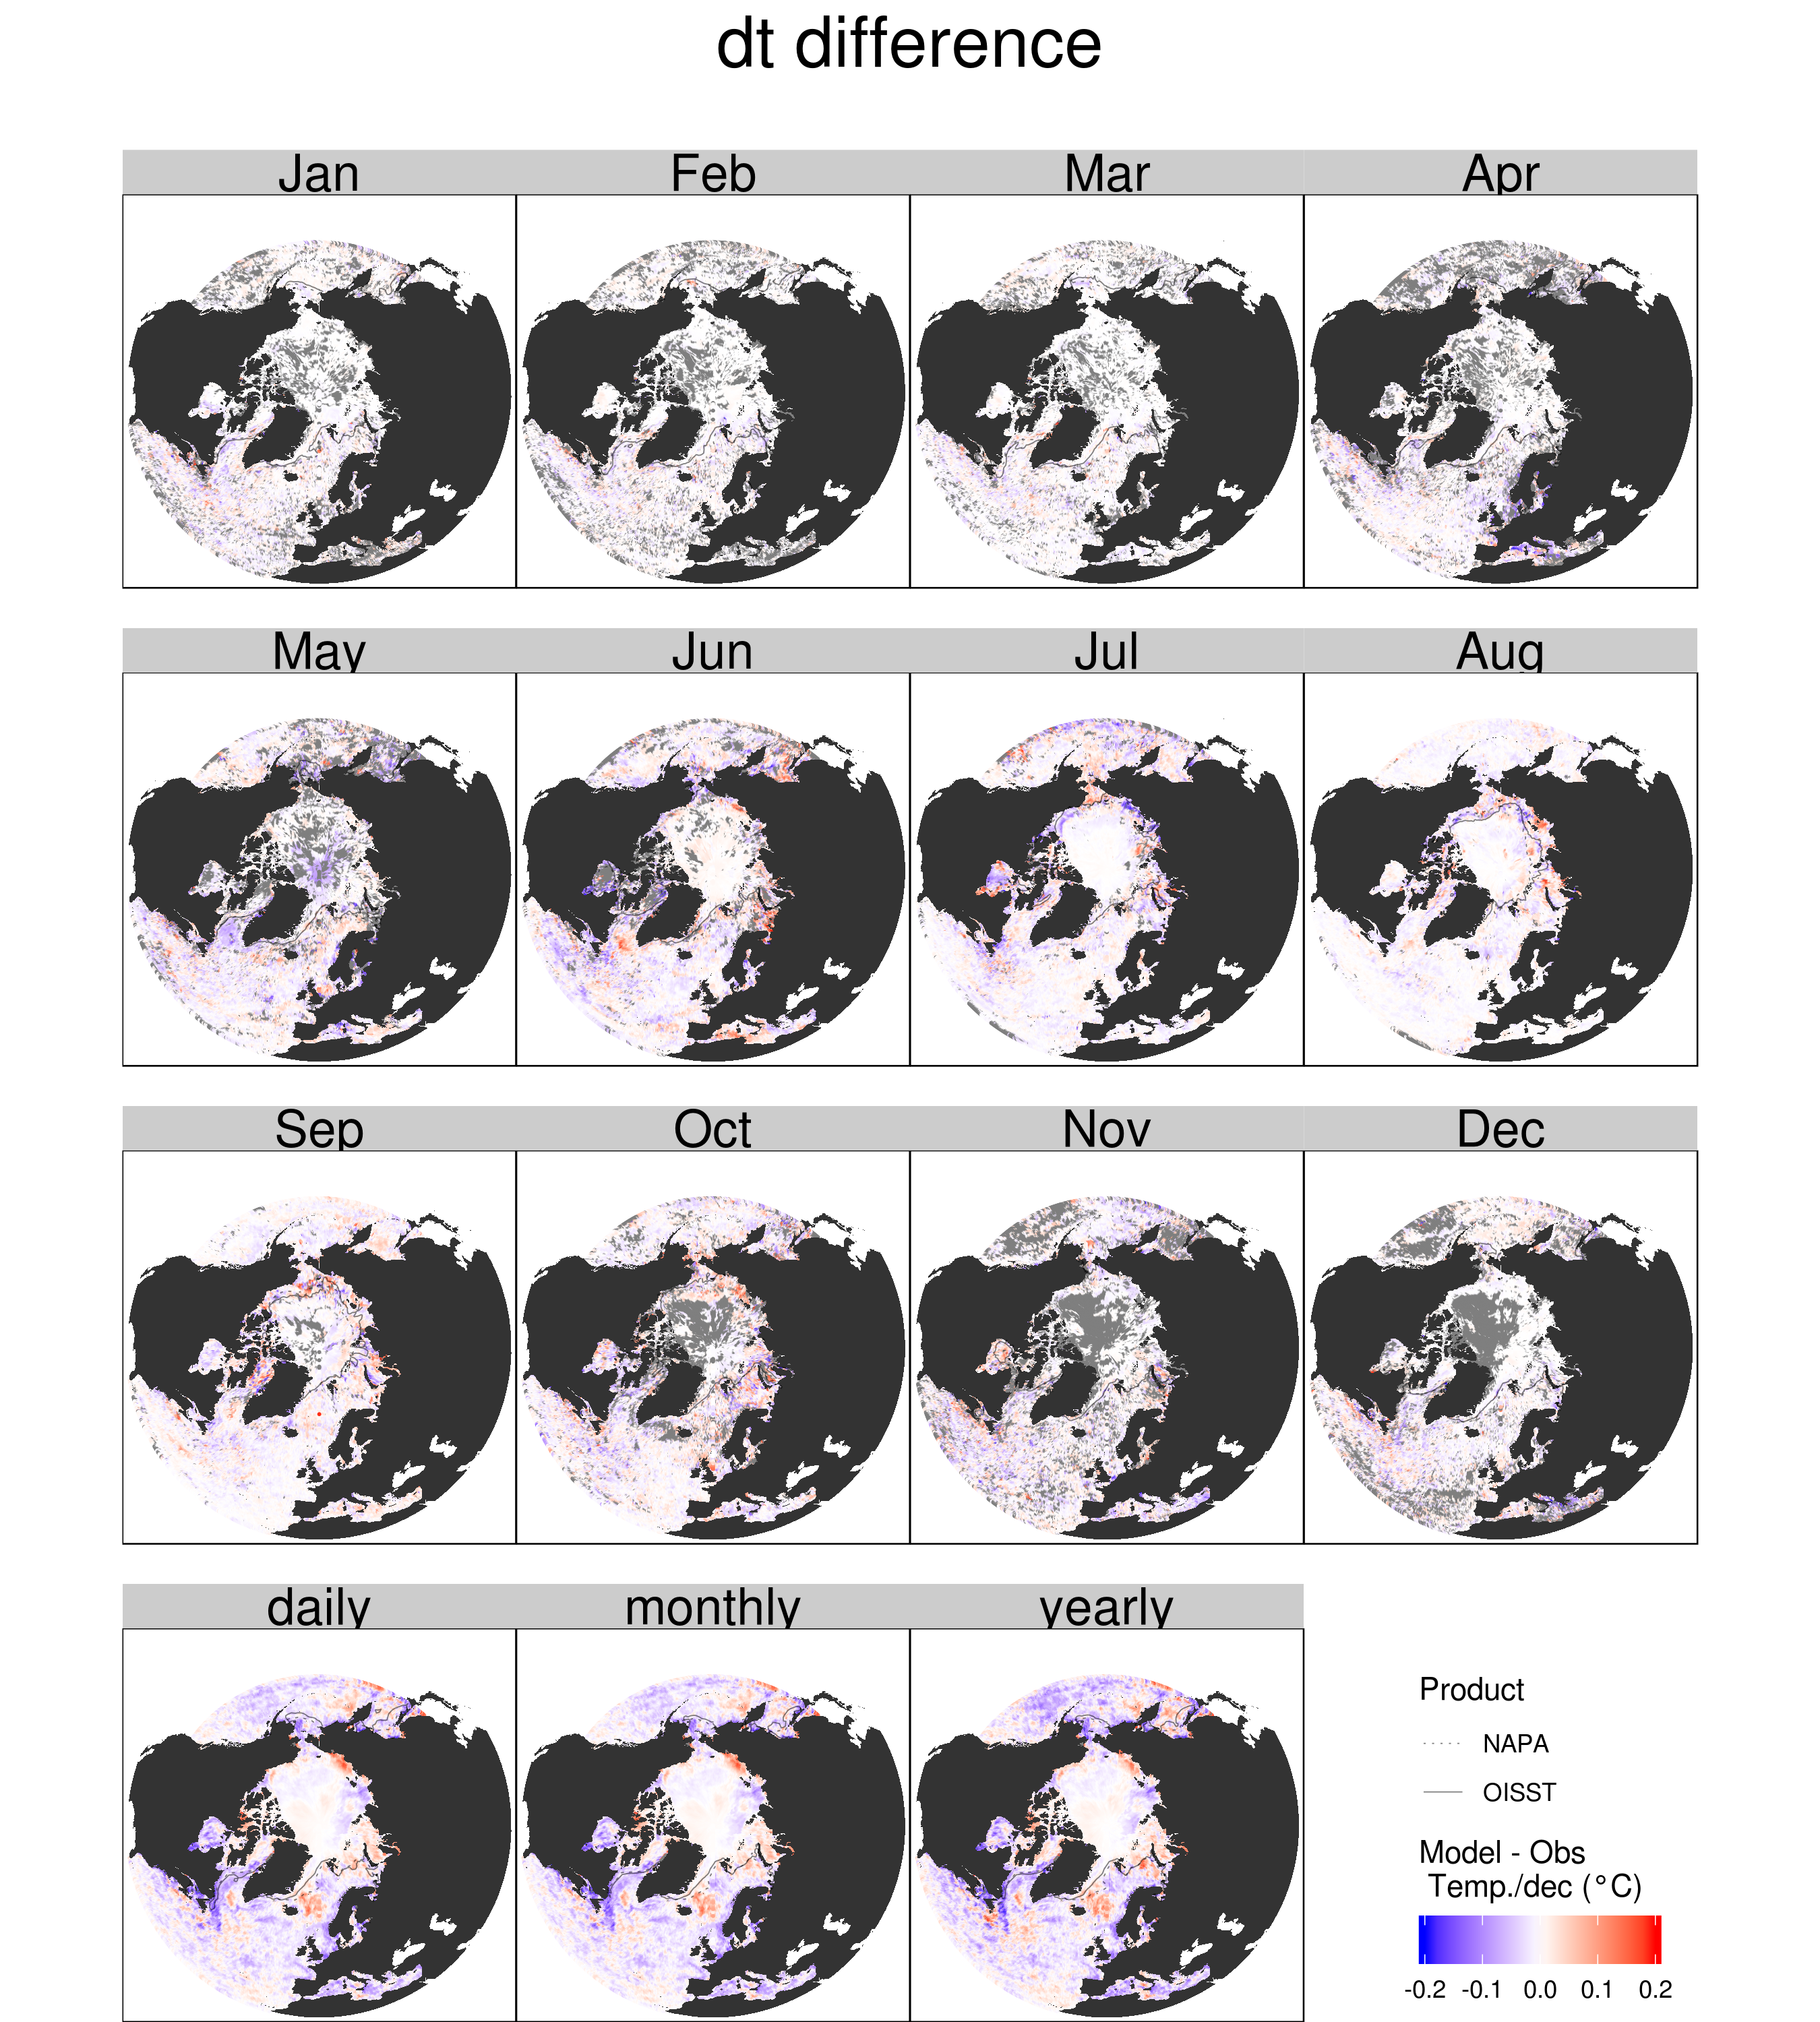 dt difference
Jan Feb Mar Apr
May Jun Jul Aug
Sep Oct Nov Dec
daily monthly yearly
Product
NAPA
OISST
Model - Obs
Temp./dec (°C)
-0.2 -0.1 0.0 0.1 0.2